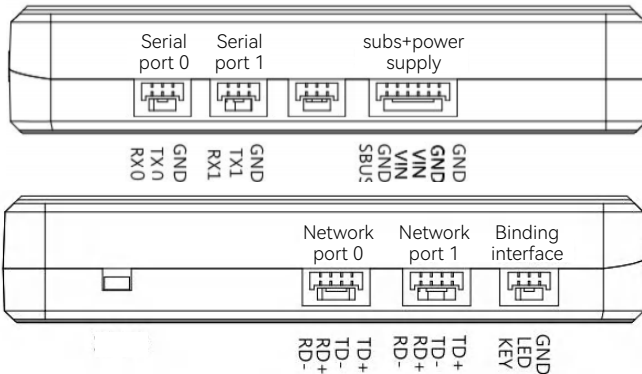 Serial port 0
Serial port 1
subs+power supply
RX0
TX0
GND
RX1
TX1
GND
SBUS
GND
VIN
VIN
GND
GND
Network port 0
Network port 1
Binding interface
RD-
RD+
TD-
TD+
RD-
RD+
TD-
TD+
KEY
LED
GND